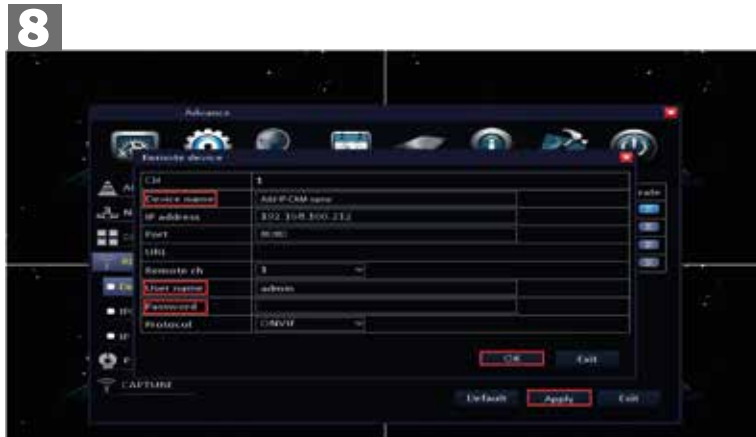 8
Advance
Remote device
CH 1
Device name Add IP-CAM name
IP address 192.168.100.212
Port
URL
Remote ch 1
User name admin
Password
Protocol ONVIF
OK Exit
CAPTURE
Default Apply Exit